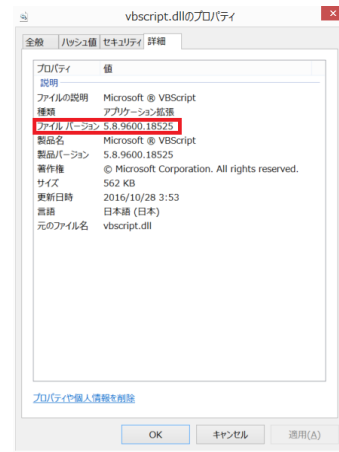 vbscript.dllのプロパティ
全般 ハッシュ値 セキュリティ 詳細
プロパティ 値
説明
ファイルの説明 Microsoft ® VBScript
種類 アプリケーション拡張
ファイル バージョン 5.8.9600.18525
製品名 Microsoft ® VBScript
製品バージョン 5.8.9600.18525
著作権 © Microsoft Corporation. All rights reserved.
サイズ 562 KB
更新日時 2016/10/28 3:53
言語 日本語 (日本)
元のファイル名 vbscript.dll
プロパティや個人情報を削除
OK キャンセル 適用(A)